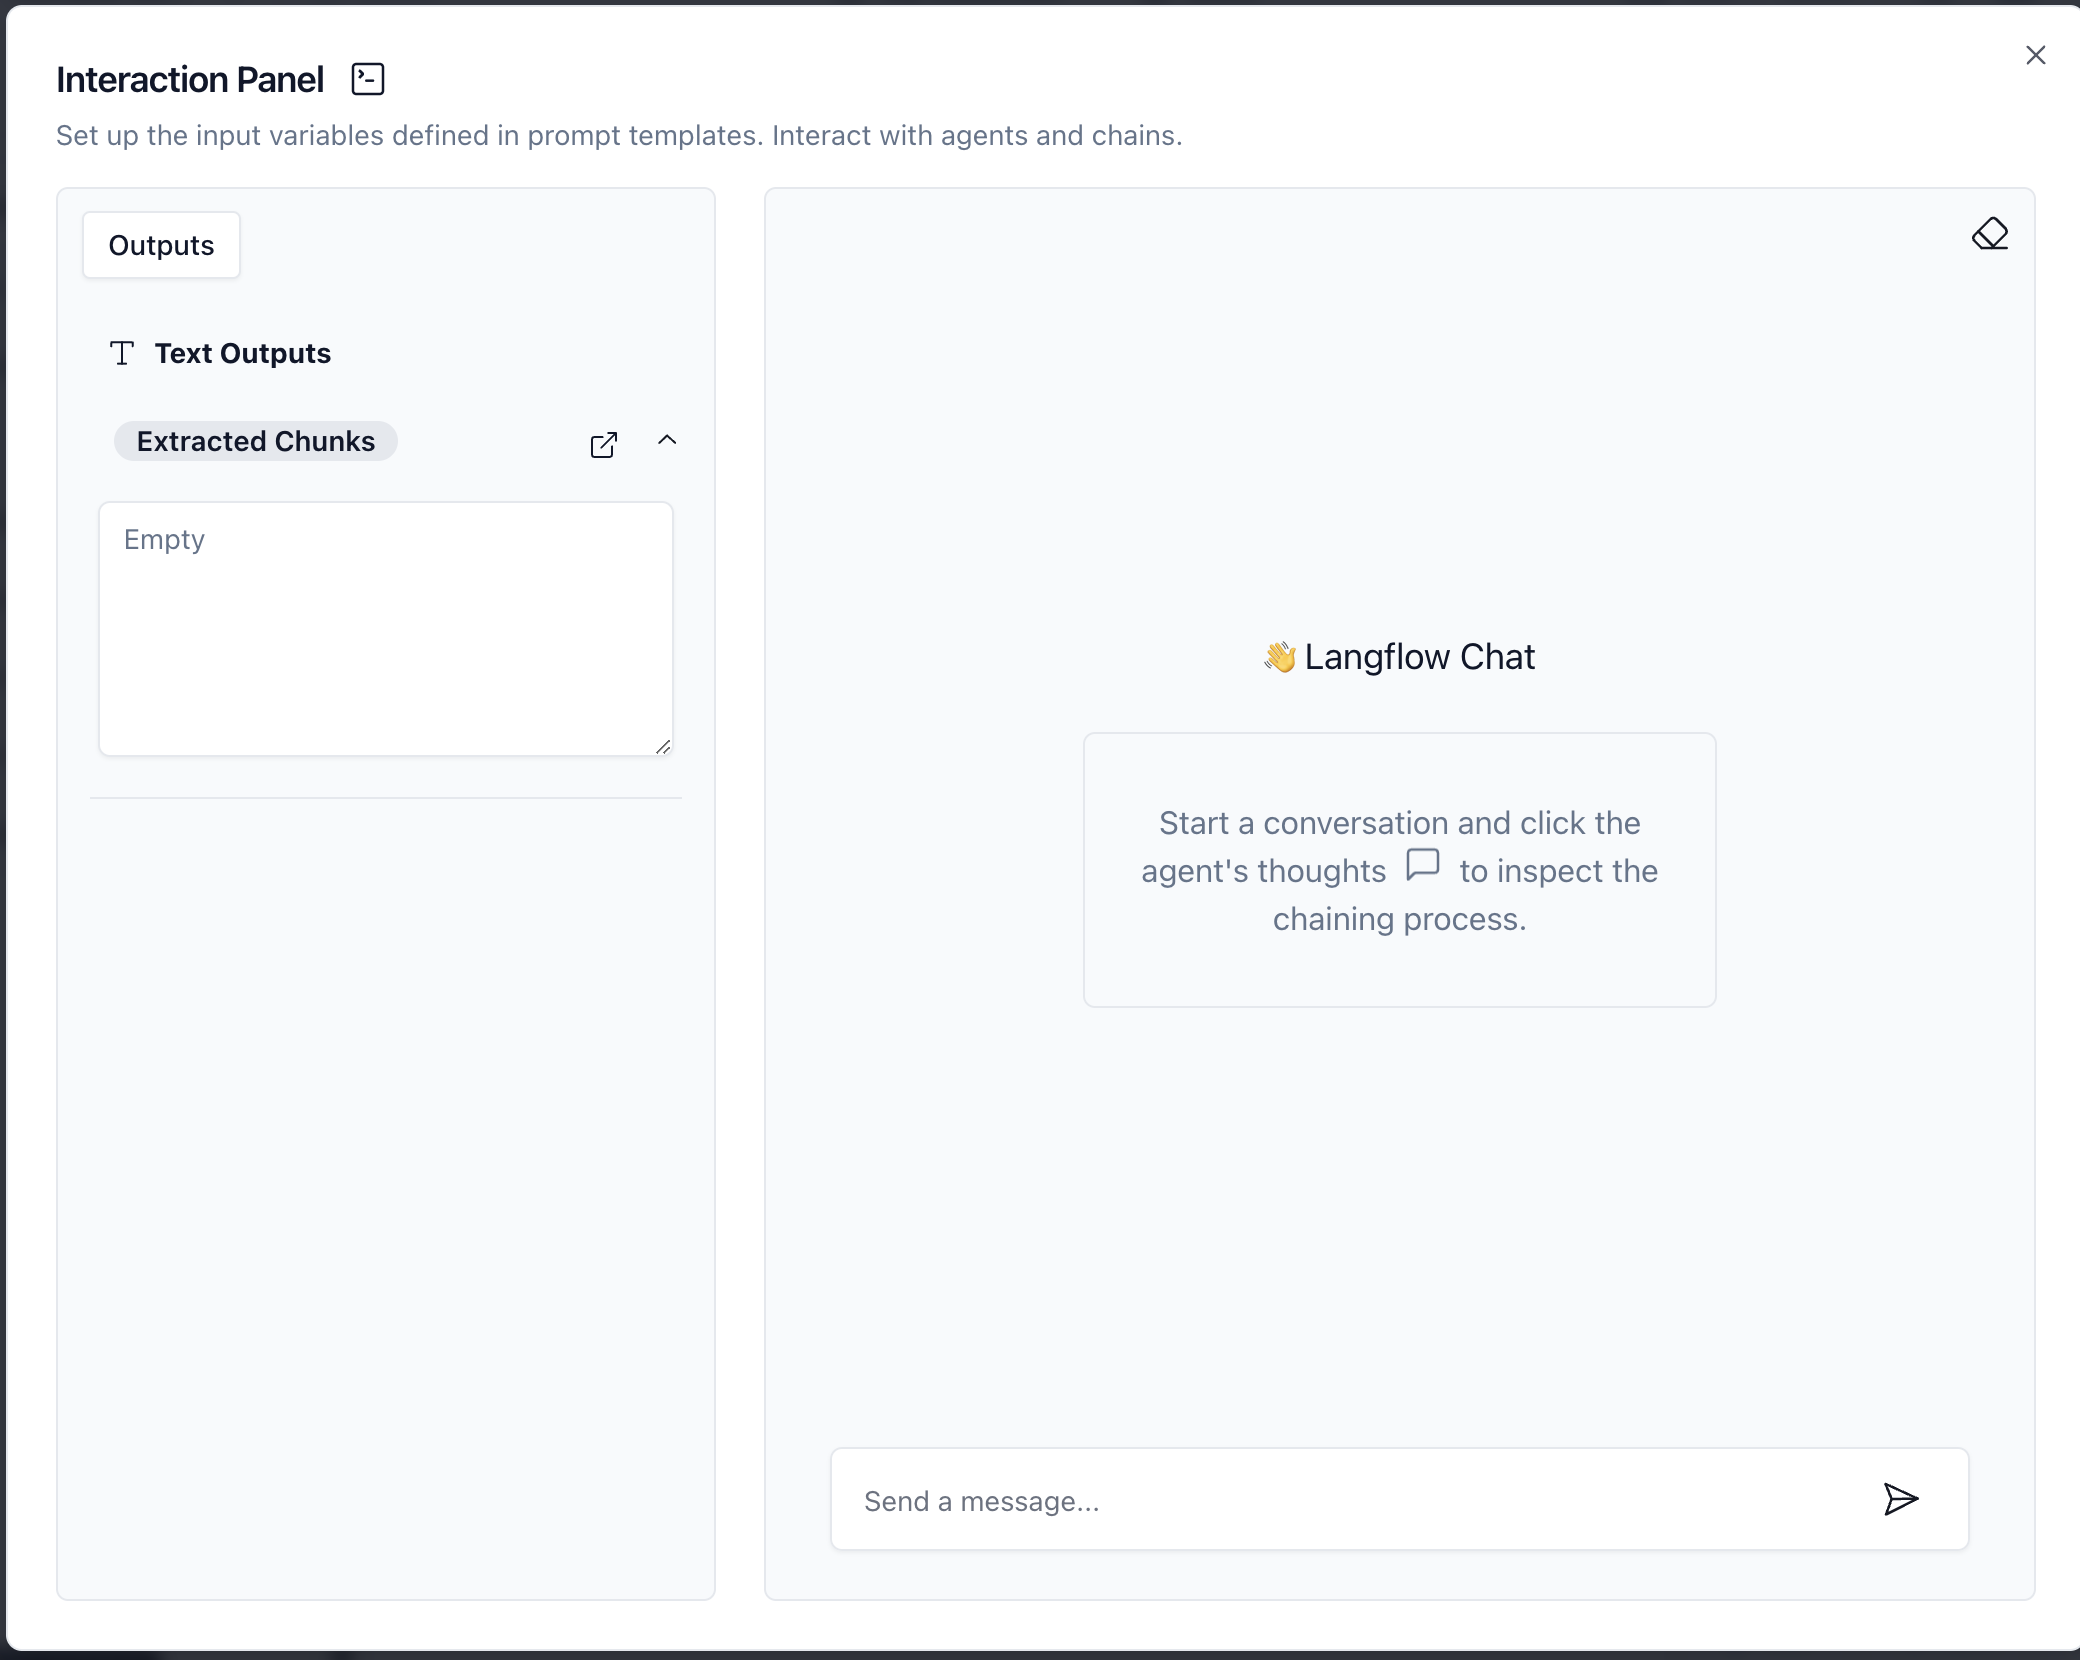 Interaction Panel
Set up the input variables defined in prompt templates. Interact with agents and chains.
Outputs
Text Outputs
Extracted Chunks
Empty
👋 Langflow Chat
Start a conversation and click the
agent's thoughts to inspect the
chaining process.
Send a message...